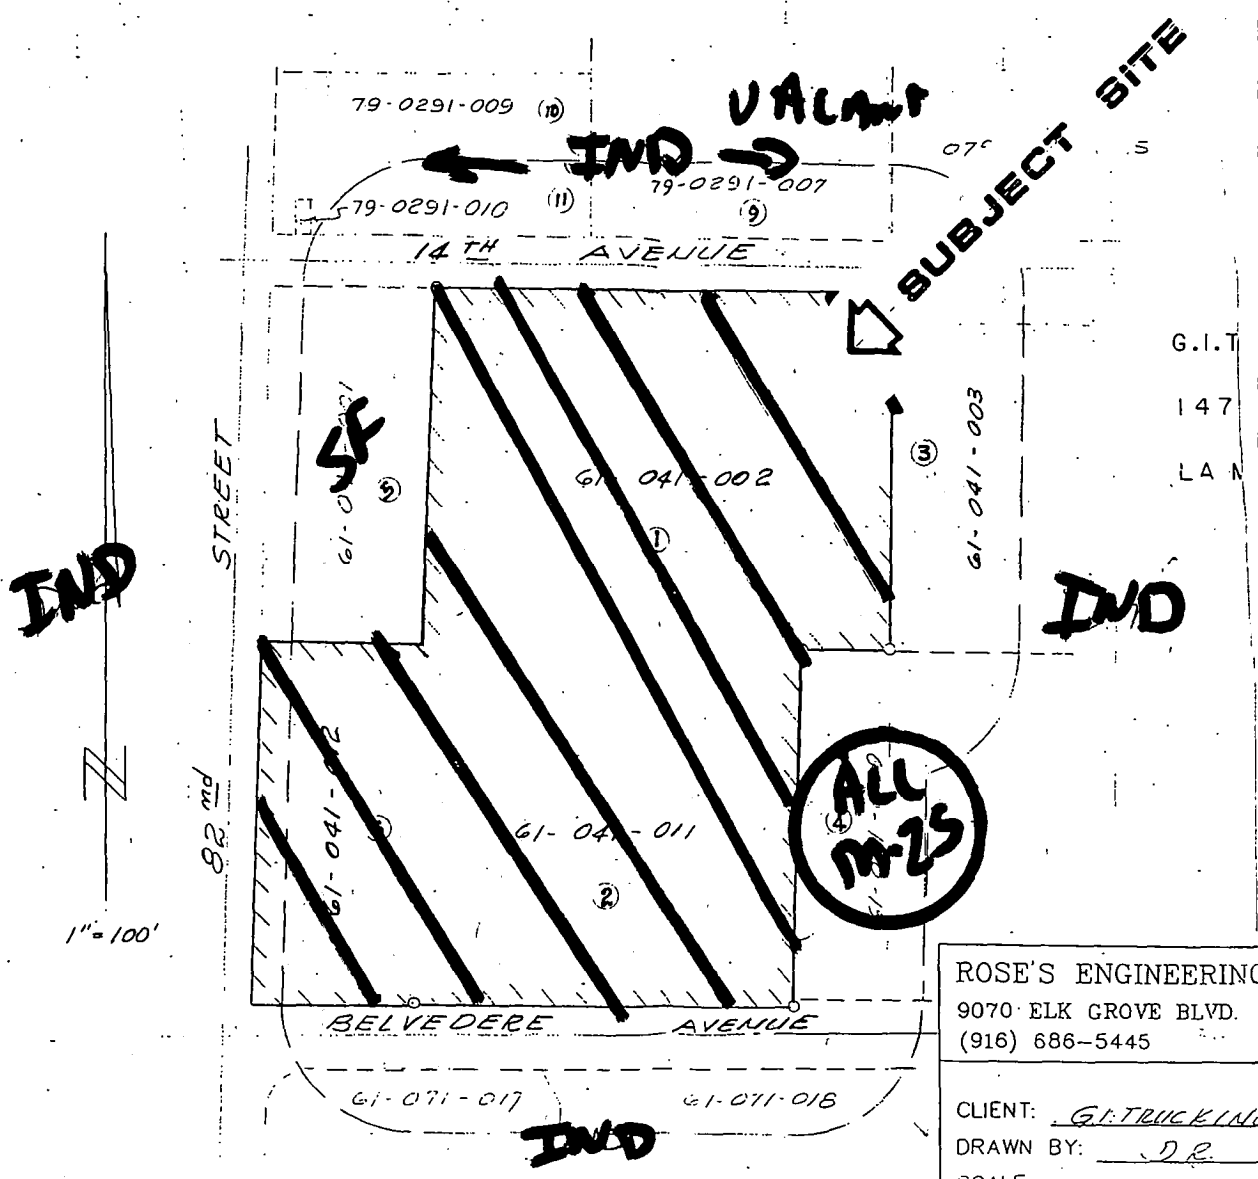 SUBJECT SITE
VACANT
79-0291-009 (10)
← IND →
79-0291-007
(9)
79-0291-010 (11)
14TH AVENUE
SF
(5)
61-041-002
(1)
(3)
61-041-003
G.I.T
147
LA
IND
STREET
82nd
IND
ALL
M-25
(4)
61-041-011
(2)
N
1"=100'
BELVEDERE AVENUE
61-071-017
61-071-018
IND
ROSE'S ENGINEERING
9070 ELK GROVE BLVD.
(916) 686-5445
CLIENT: G.I. TRUCKING
DRAWN BY: D.R.